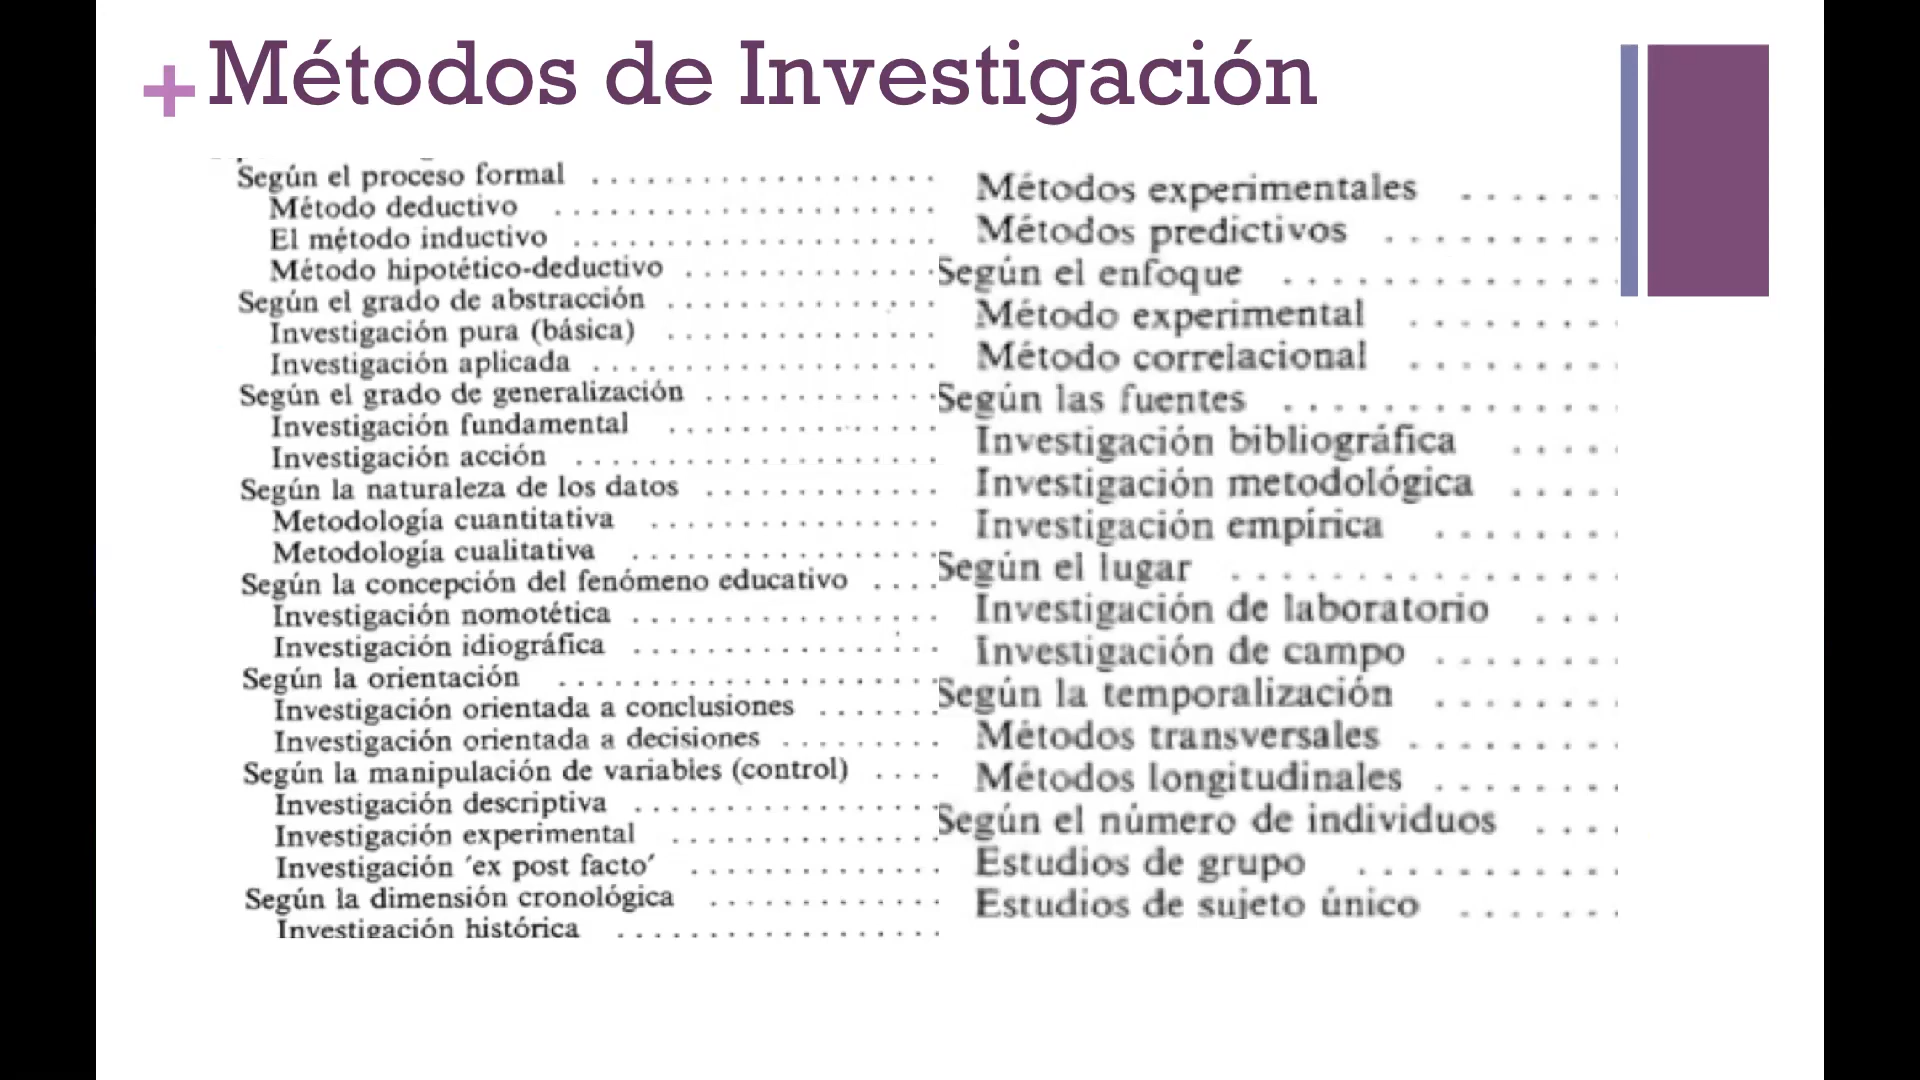 +Métodos de Investigación
Según el proceso formal
Método deductivo
El método inductivo
Método hipotético-deductivo
Según el grado de abstracción
Investigación pura (básica)
Investigación aplicada
Según el grado de generalización
Investigación fundamental
Investigación acción
Según la naturaleza de los datos
Metodología cuantitativa
Metodología cualitativa
Según la concepción del fenómeno educativo
Investigación nomotética
Investigación idiográfica
Según la orientación
Investigación orientada a conclusiones
Investigación orientada a decisiones
Según la manipulación de variables (control)
Investigación descriptiva
Investigación experimental
Investigación ‘ex post facto’
Según la dimensión cronológica
Investigación histórica
Métodos experimentales
Métodos predictivos
Según el enfoque
Método experimental
Método correlacional
Según las fuentes
Investigación bibliográfica
Investigación metodológica
Investigación empírica
Según el lugar
Investigación de laboratorio
Investigación de campo
Según la temporalización
Métodos transversales
Métodos longitudinales
Según el número de individuos
Estudios de grupo
Estudios de sujeto único